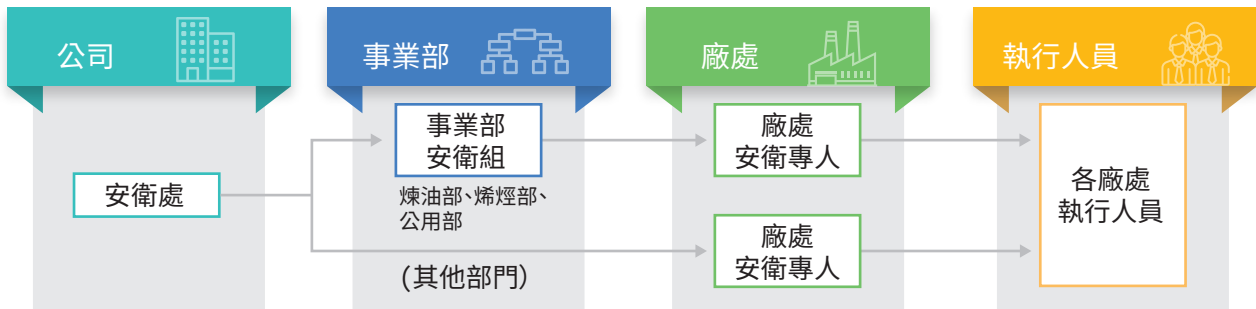 公司
事業部
廠處
執行人員
安衛處
事業部
安衛組
煉油部、烯烴部、
公用部
(其他部門)
廠處
安衛專人
廠處
安衛專人
各廠處
執行人員